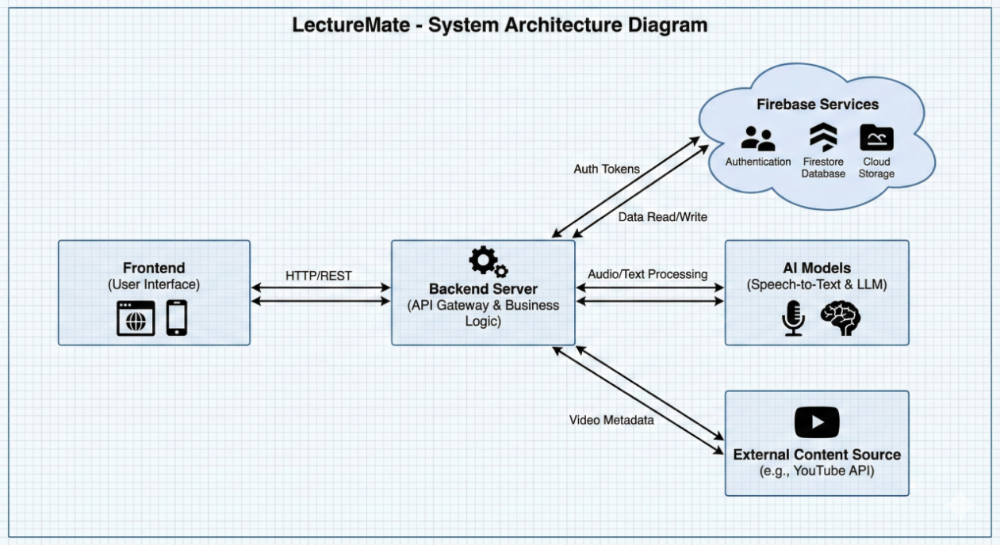 LectureMate - System Architecture Diagram
Firebase Services
Authentication
Firestore
Database
Cloud
Storage
Auth Tokens
Data Read/Write
Frontend
(User Interface)
HTTP/REST
Backend Server
(API Gateway & Business
Logic)
Audio/Text Processing
AI Models
(Speech-to-Text & LLM)
Video Metadata
External Content Source
(e.g., YouTube API)